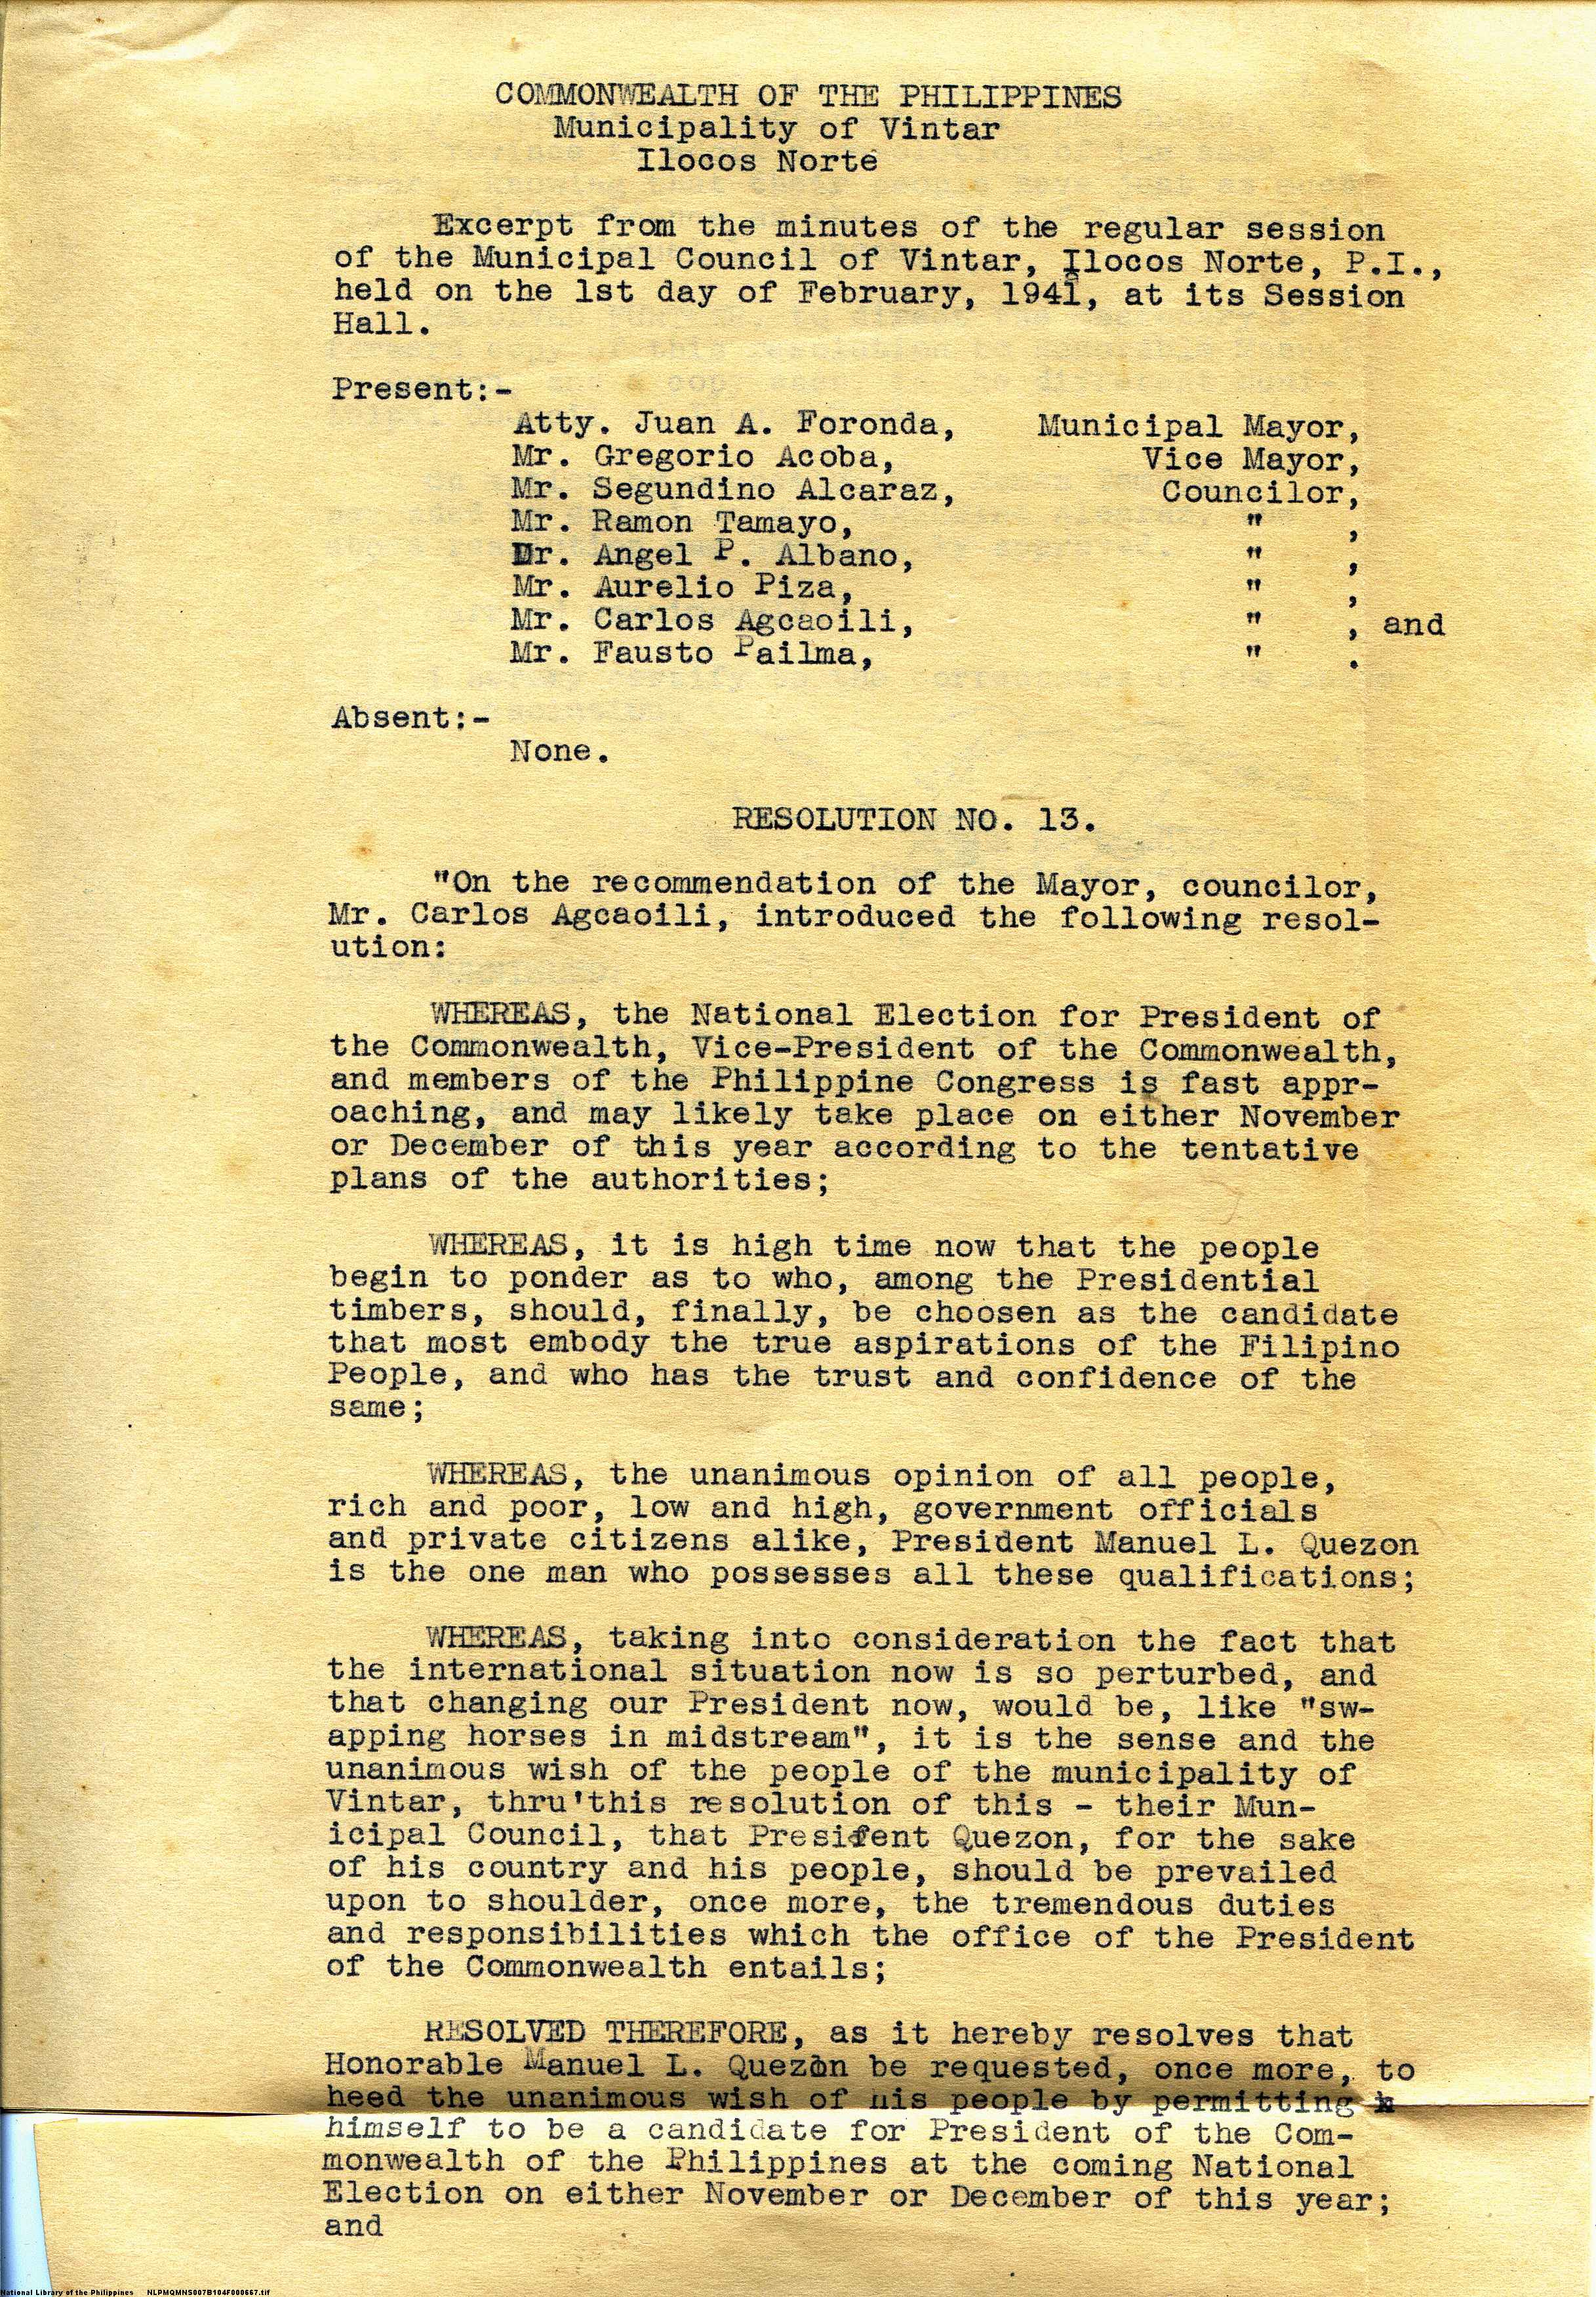 COMMONWEALTH OF THE PHILIPPINES
Municipality of Vintar
Ilocos Norte
Excerpt from the minutes of the regular session
of the Municipal Council of Vintar, Ilocos Norte, P.I.,
held on the 1st day of February, 1941, at its Session
Hall.
Present:-
Atty. Juan A. Foronda, Municipal Mayor,
Mr. Gregorio Acoba, Vice Mayor,
Mr. Segundino Alcaraz, Councilor,
Mr. Ramon Tamayo, " ,
Dr. Angel P. Albano, " ,
Mr. Aurelio Piza, " ,
Mr. Carlos Agcaoili, " , and
Mr. Fausto Pailma, " .
Absent:-
None.
RESOLUTION NO. 13.
"On the recommendation of the Mayor, councilor,
Mr. Carlos Agcaoili, introduced the following resol-
ution:
WHEREAS, the National Election for President of
the Commonwealth, Vice-President of the Commonwealth,
and members of the Philippine Congress is fast appr-
oaching, and may likely take place on either November
or December of this year according to the tentative
plans of the authorities;
WHEREAS, it is high time now that the people
begin to ponder as to who, among the Presidential
timbers, should, finally, be choosen as the candidate
that most embody the true aspirations of the Filipino
People, and who has the trust and confidence of the
same;
WHEREAS, the unanimous opinion of all people,
rich and poor, low and high, government officials
and private citizens alike, President Manuel L. Quezon
is the one man who possesses all these qualifications;
WHEREAS, taking into consideration the fact that
the international situation now is so perturbed, and
that changing our President now, would be, like "sw-
apping horses in midstream", it is the sense and the
unanimous wish of the people of the municipality of
Vintar, thru'this resolution of this - their Mun-
icipal Council, that President Quezon, for the sake
of his country and his people, should be prevailed
upon to shoulder, once more, the tremendous duties
and responsibilities which the office of the President
of the Commonwealth entails;
RESOLVED THEREFORE, as it hereby resolves that
Honorable Manuel L. Quezon be requested, once more, to
heed the unanimous wish of his people by permitting
himself to be a candidate for President of the Com-
monwealth of the Philippines at the coming National
Election on either November or December of this year;
and
National Library of the Philippines NLPMQMNS007B104F000667.tif